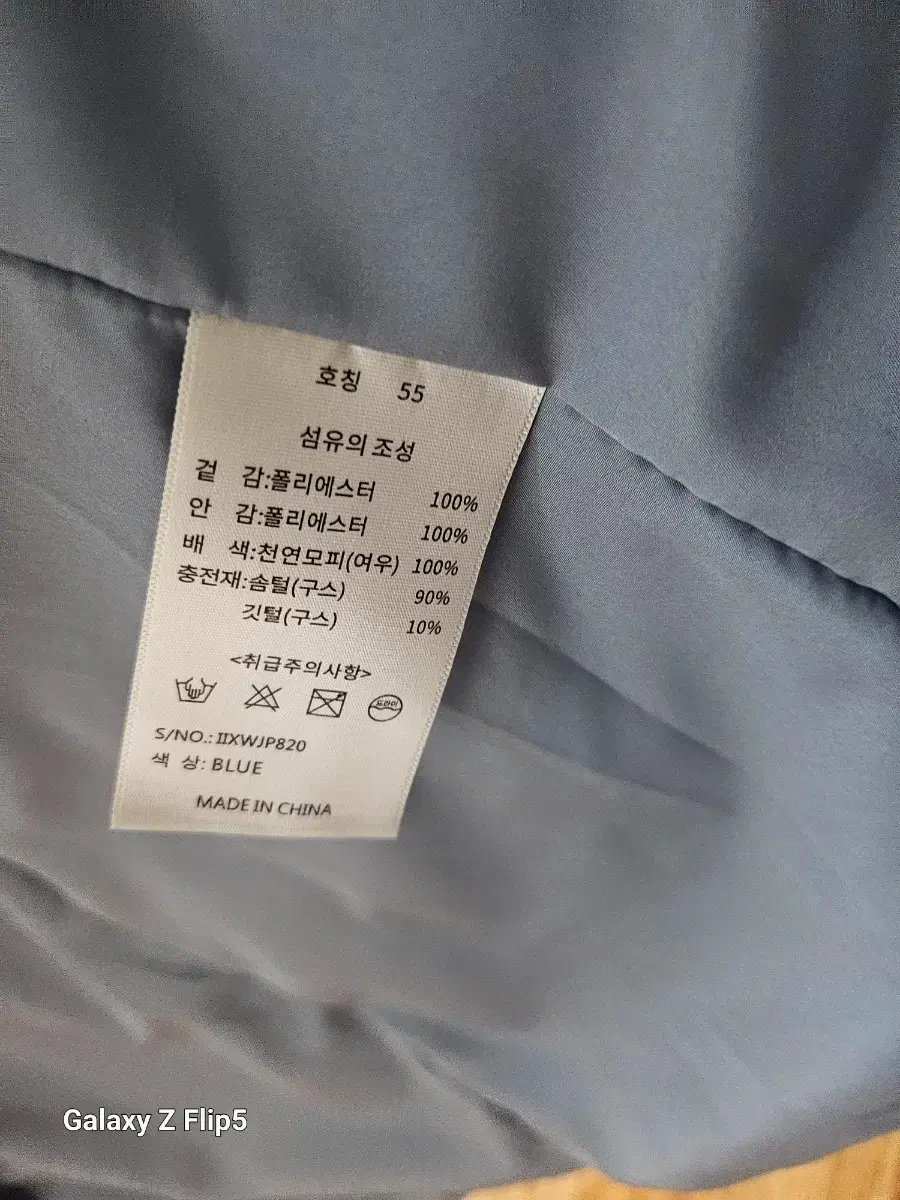 호칭 55
섬유의 조성
겉 감:폴리에스터 100%
안 감:폴리에스터 100%
배 색:천연모피(여우) 100%
충전재:솜털(구스) 90%
깃털(구스) 10%
<취급주의사항>
드라이
S/NO.: IIXWJP820
색 상: BLUE
MADE IN CHINA
Galaxy Z Flip5